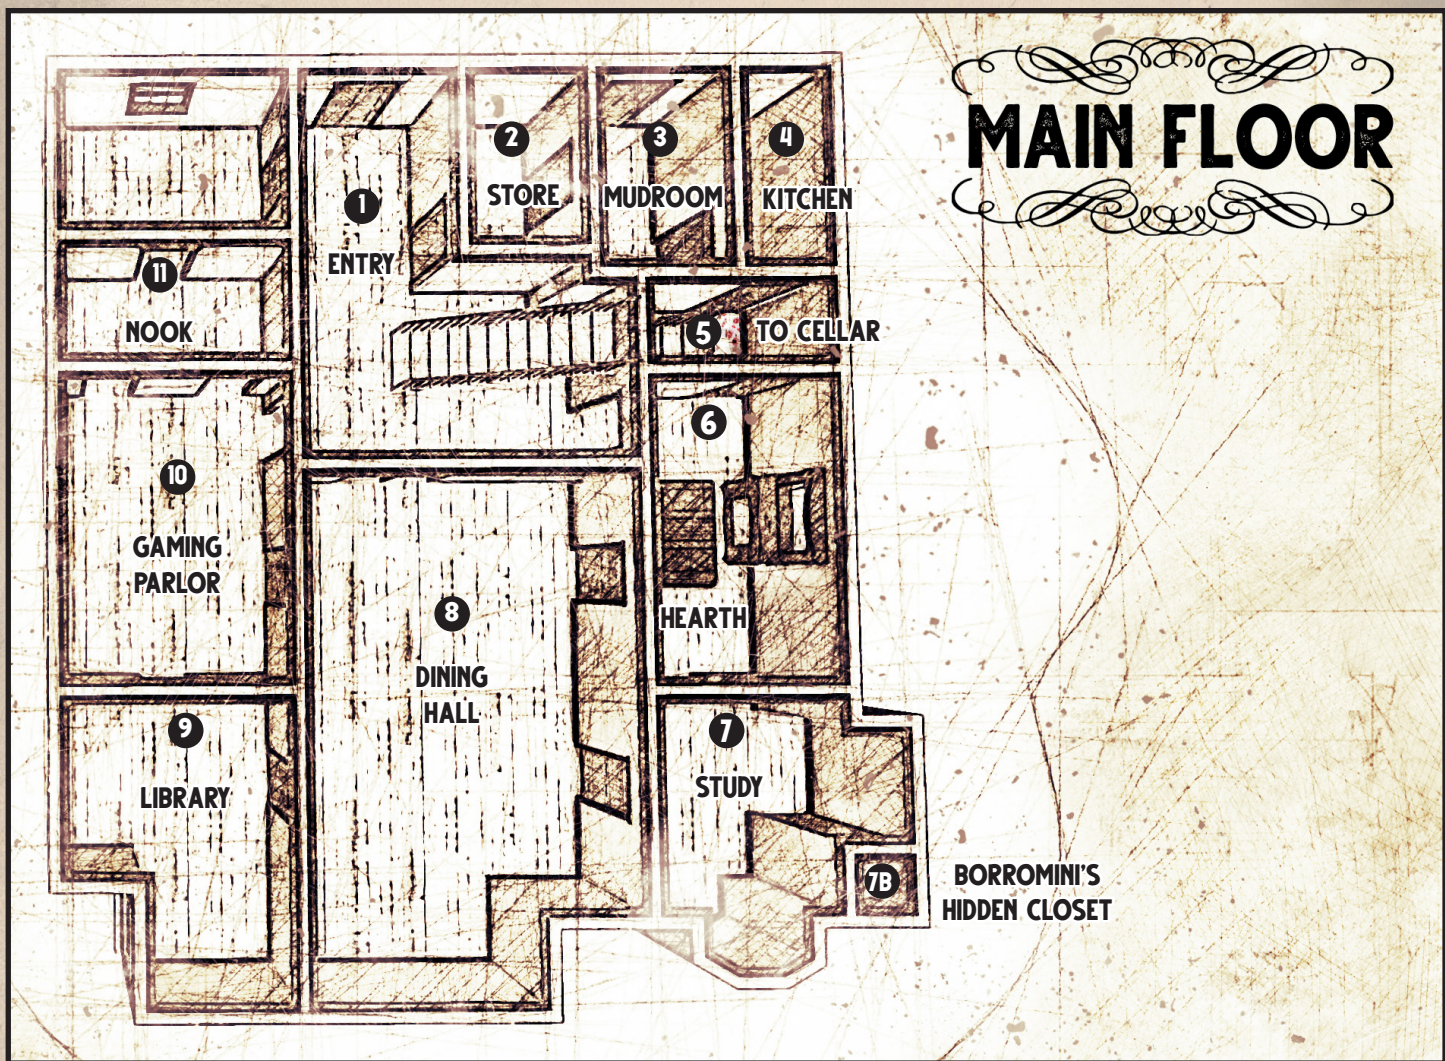 MAIN FLOOR
1
ENTRY
2
STORE
3
MUDROOM
4
KITCHEN
5 TO CELLAR
6
HEARTH
7
STUDY
7B
BORROMINI'S
HIDDEN CLOSET
8
DINING
HALL
9
LIBRARY
10
GAMING
PARLOR
11
NOOK